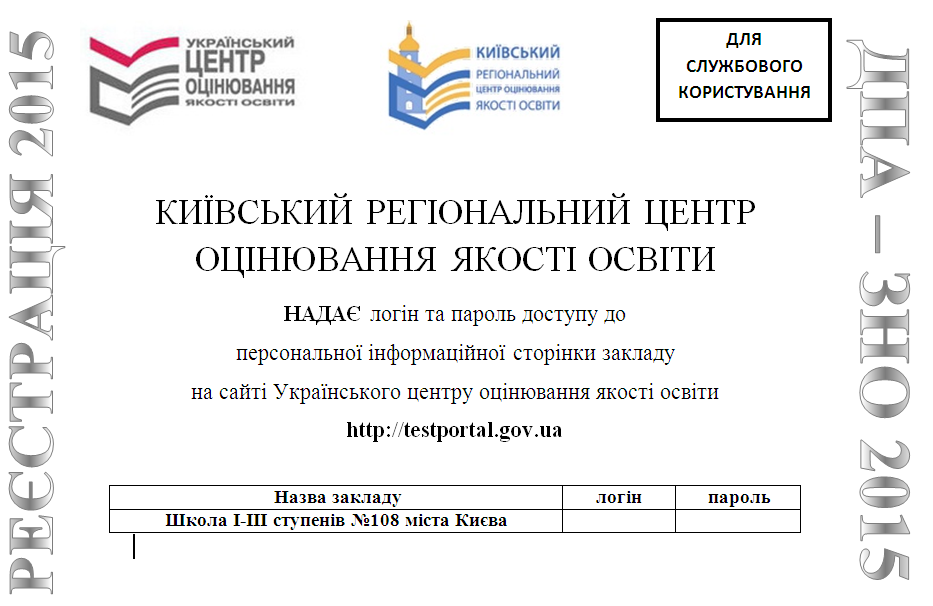 РЕЄСТРАЦІЯ 2015
УКРАЇНСЬКИЙ
ЦЕНТР
ОЦІНЮВАННЯ
ЯКОСТІ ОСВІТИ
КИЇВСЬКИЙ
РЕГІОНАЛЬНИЙ
ЦЕНТР ОЦІНЮВАННЯ
ЯКОСТІ ОСВІТИ
ДЛЯ
СЛУЖБОВОГО
КОРИСТУВАННЯ
ДПА – ЗНО 2015
КИЇВСЬКИЙ РЕГІОНАЛЬНИЙ ЦЕНТР
ОЦІНЮВАННЯ ЯКОСТІ ОСВІТИ
НАДАЄ логін та пароль доступу до
персональної інформаційної сторінки закладу
на сайті Українського центру оцінювання якості освіти
http://testportal.gov.ua
Назва закладу логін пароль
Школа І-ІІІ ступенів №108 міста Києва